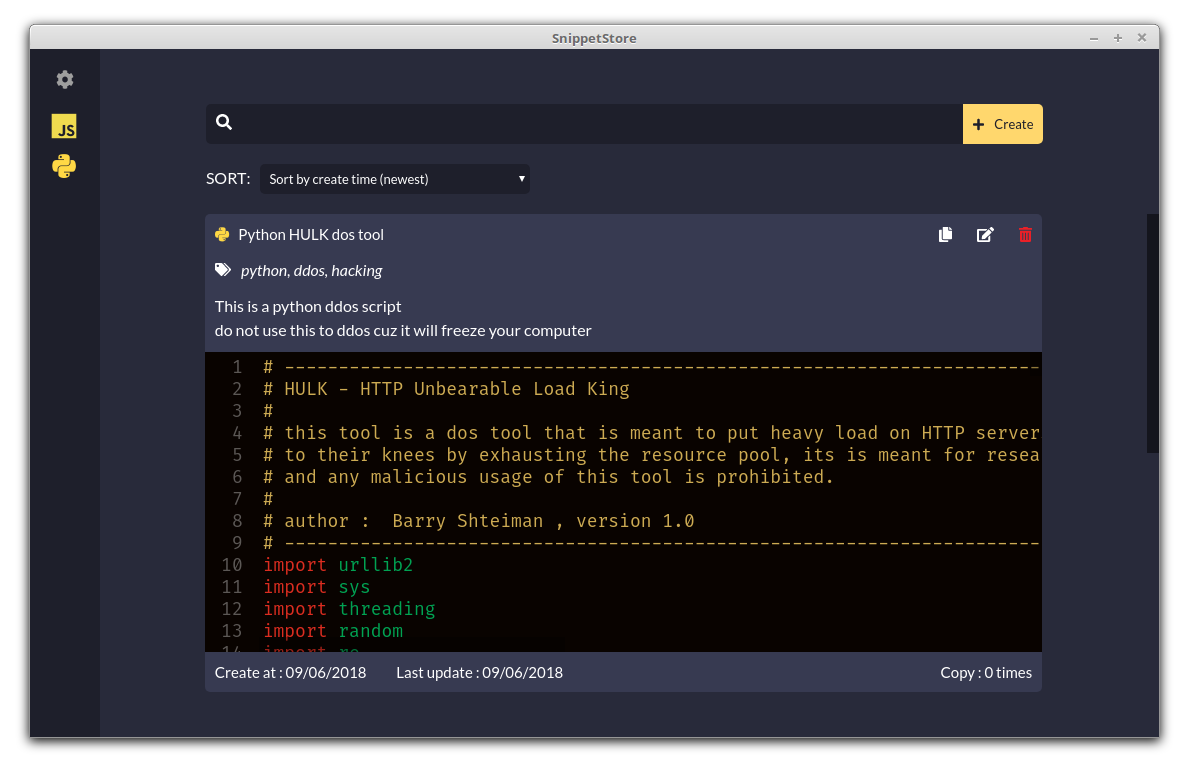 SnippetStore
JS
Create
SORT: Sort by create time (newest)
Python HULK dos tool
python, ddos, hacking
This is a python ddos script
do not use this to ddos cuz it will freeze your computer
1 # ----------------------------------------------------------------------
2 # HULK - HTTP Unbearable Load King
3 #
4 # this tool is a dos tool that is meant to put heavy load on HTTP server
5 # to their knees by exhausting the resource pool, its is meant for resea
6 # and any malicious usage of this tool is prohibited.
7 #
8 # author :  Barry Shteiman , version 1.0
9 # ----------------------------------------------------------------------
10 import urllib2
11 import sys
12 import threading
13 import random
14 import re
Create at : 09/06/2018 Last update : 09/06/2018 Copy : 0 times